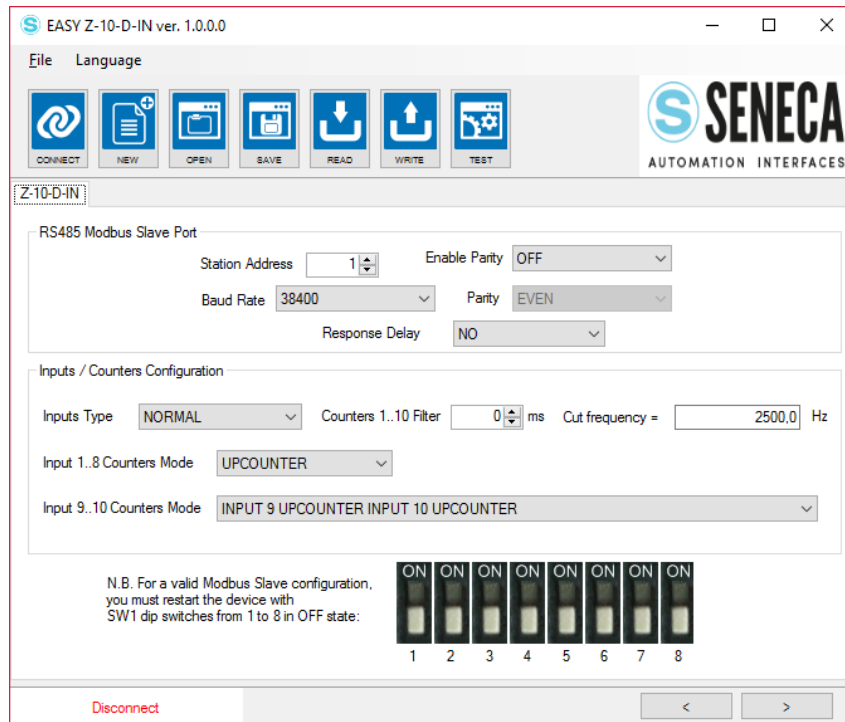 EASY Z-10-D-IN ver. 1.0.0.0
File Language
CONNECT NEW OPEN SAVE READ WRITE TEST
S SENECA
AUTOMATION INTERFACES
Z-10-D-IN
RS485 Modbus Slave Port
Station Address 1 Enable Parity OFF
Baud Rate 38400 Parity EVEN
Response Delay NO
Inputs / Counters Configuration
Inputs Type NORMAL Counters 1..10 Filter 0 ms Cut frequency = 2500,0 Hz
Input 1..8 Counters Mode UPCOUNTER
Input 9..10 Counters Mode INPUT 9 UPCOUNTER INPUT 10 UPCOUNTER
N.B. For a valid Modbus Slave configuration,
you must restart the device with
SW1 dip switches from 1 to 8 in OFF state:
ON ON ON ON ON ON ON ON
1 2 3 4 5 6 7 8
Disconnect < >